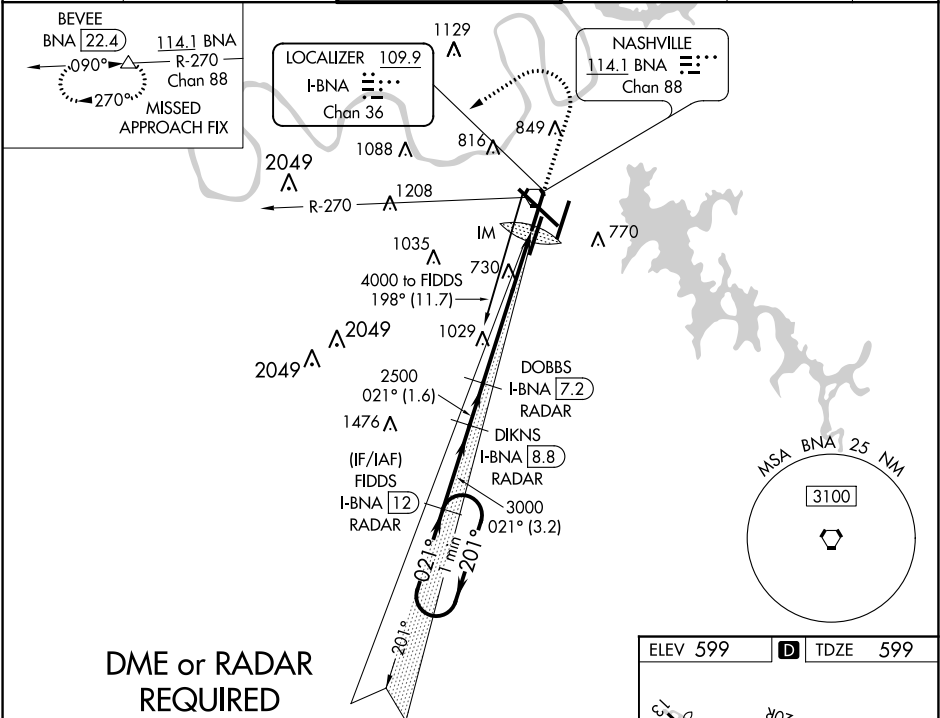 BEVEE
BNA 22.4
114.1 BNA
R-270
Chan 88
090°
270°
MISSED
APPROACH FIX
LOCALIZER 109.9
I-BNA
Chan 36
1129
NASHVILLE
114.1 BNA
Chan 88
849
816
1088
2049
1208
R-270
IM
770
1035
730
4000 to FIDDS
198° (11.7)
1029
2049
2049
DOBBS
I-BNA 7.2
RADAR
2500
021° (1.6)
1476
DIKNS
I-BNA 8.8
RADAR
(IF/IAF)
FIDDS
I-BNA 12
RADAR
3000
021° (3.2)
021°
1 min
201°
201°
MSA BNA 25 NM
3100
DME or RADAR
REQUIRED
ELEV 599
D
TDZE 599
13
20R